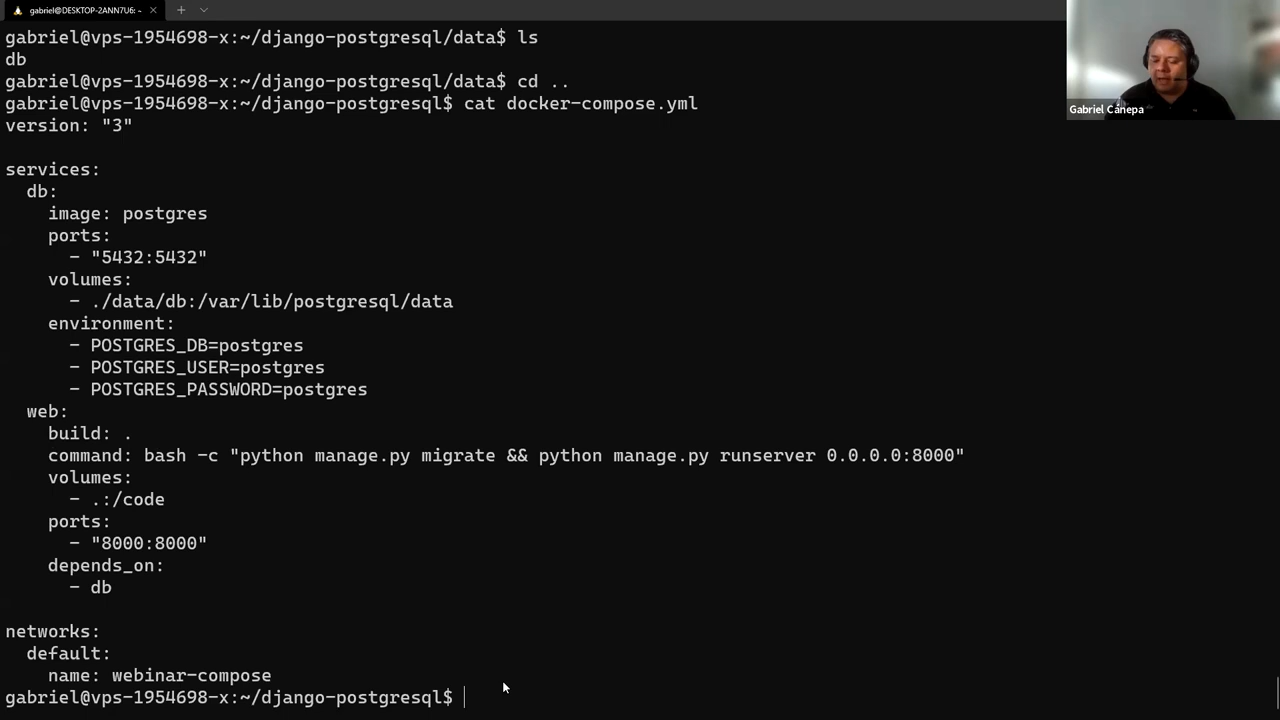 gabriel@DESKTOP-2ANN7U6: ~
gabriel@vps-1954698-x:~/django-postgresql/data$ ls
db
gabriel@vps-1954698-x:~/django-postgresql/data$ cd ..
gabriel@vps-1954698-x:~/django-postgresql$ cat docker-compose.yml
version: "3"
services:
  db:
    image: postgres
    ports:
      - "5432:5432"
    volumes:
      - ./data/db:/var/lib/postgresql/data
    environment:
      - POSTGRES_DB=postgres
      - POSTGRES_USER=postgres
      - POSTGRES_PASSWORD=postgres
  web:
    build: .
    command: bash -c "python manage.py migrate && python manage.py runserver 0.0.0.0:8000"
    volumes:
      - .:/code
    ports:
      - "8000:8000"
    depends_on:
      - db
networks:
  default:
    name: webinar-compose
gabriel@vps-1954698-x:~/django-postgresql$
Gabriel Cánepa